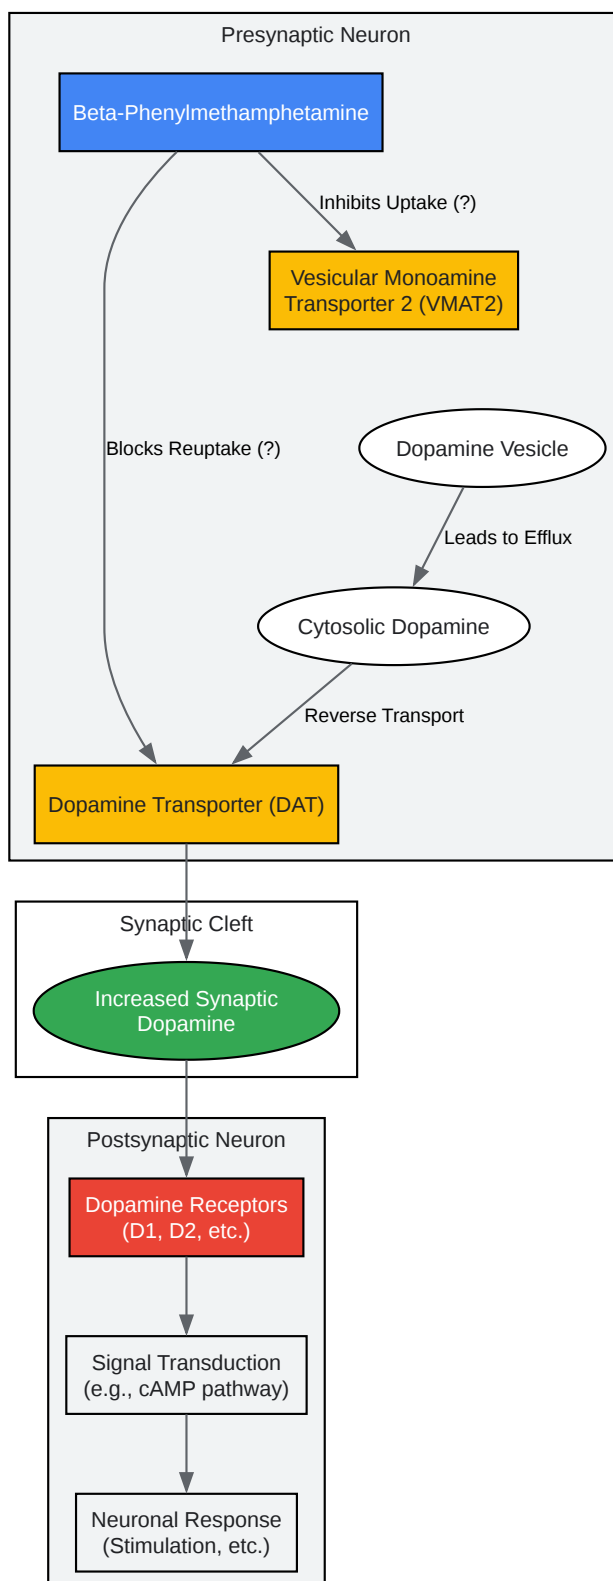 Presynaptic Neuron
Beta-Phenylmethamphetamine
Inhibits Uptake (?)
Vesicular Monoamine
Transporter 2 (VMAT2)
Dopamine Vesicle
Blocks Reuptake (?)
Leads to Efflux
Cytosolic Dopamine
Reverse Transport
Dopamine Transporter (DAT)
Synaptic Cleft
Increased Synaptic
Dopamine
Postsynaptic Neuron
Dopamine Receptors
(D1, D2, etc.)
Signal Transduction
(e.g., cAMP pathway)
Neuronal Response
(Stimulation, etc.)